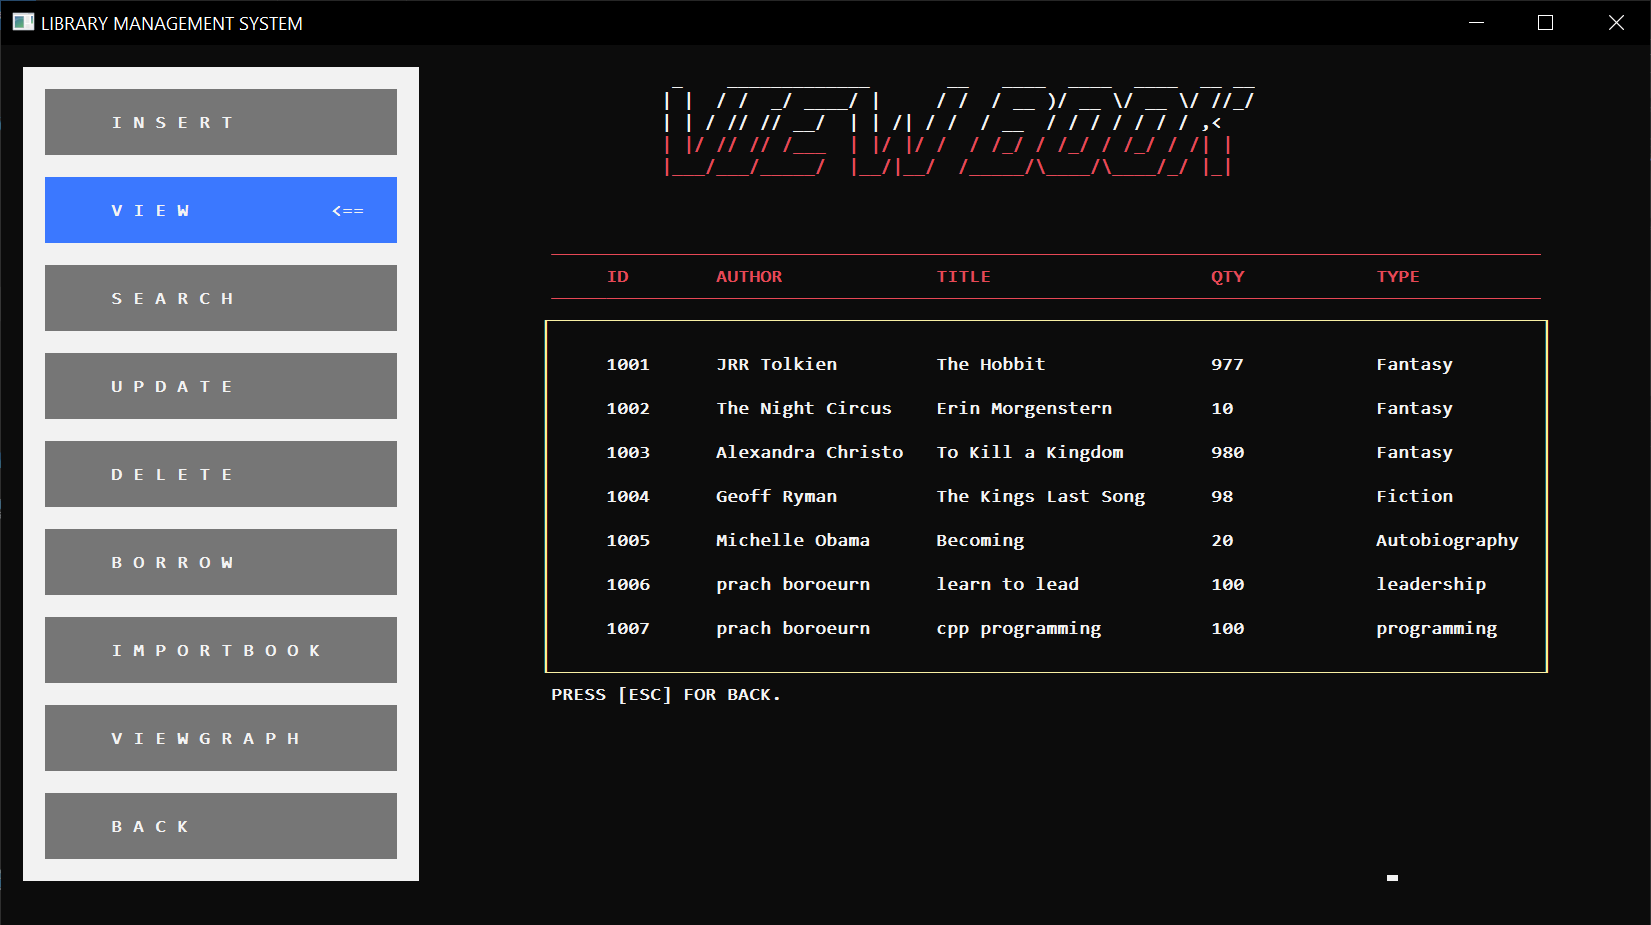 LIBRARY MANAGEMENT SYSTEM
I N S E R T
V I E W <==
S E A R C H
U P D A T E
D E L E T E
B O R R O W
I M P O R T B O O K
V I E W G R A P H
B A C K
VIEW BOOK
ID AUTHOR TITLE QTY TYPE
1001 JRR Tolkien The Hobbit 977 Fantasy
1002 The Night Circus Erin Morgenstern 10 Fantasy
1003 Alexandra Christo To Kill a Kingdom 980 Fantasy
1004 Geoff Ryman The Kings Last Song 98 Fiction
1005 Michelle Obama Becoming 20 Autobiography
1006 prach boroeurn learn to lead 100 leadership
1007 prach boroeurn cpp programming 100 programming
PRESS [ESC] FOR BACK.